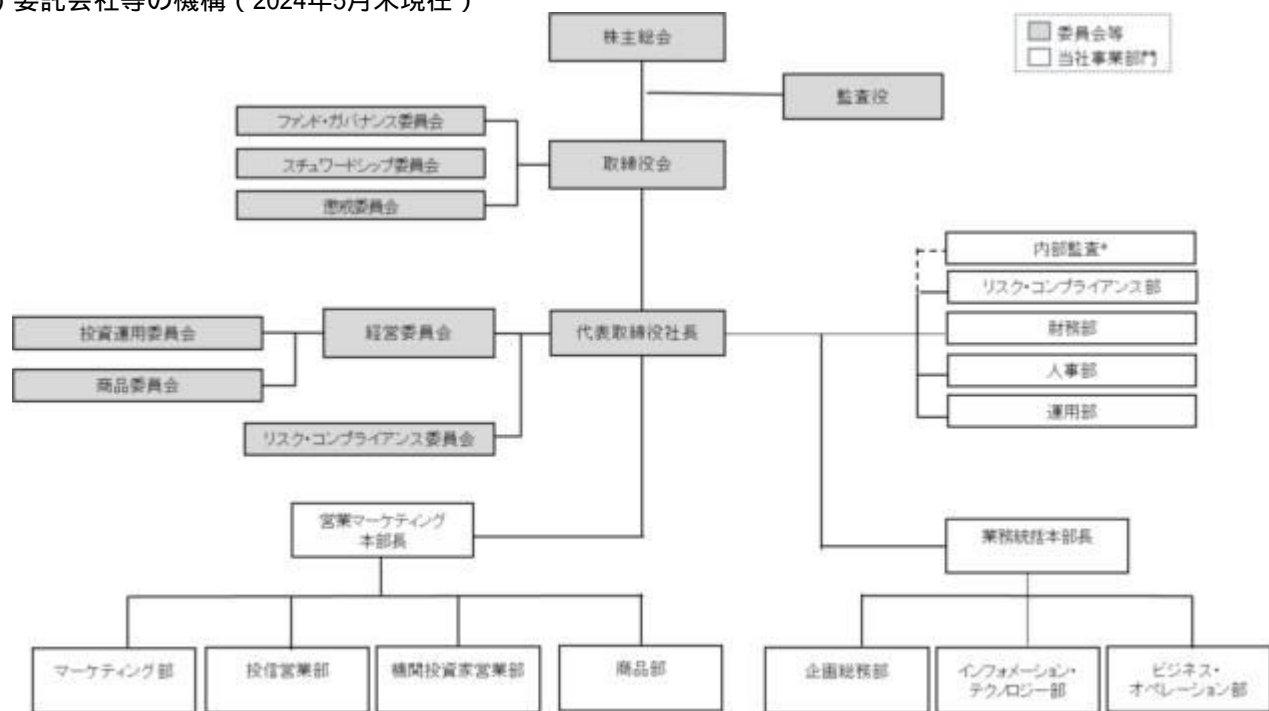 委託会社等の機構（2024年5月末現在）
株主総会
委員会等
当社事業部門
監査役
ファンド・ガバナンス委員会
スチュワードシップ委員会
懲戒委員会
取締役会
内部監査*
リスク・コンプライアンス部
財務部
人事部
運用部
投資運用委員会
商品委員会
経営委員会
代表取締役社長
リスク・コンプライアンス委員会
営業マーケティング
本部長
業務統括本部長
マーケティング部
投信営業部
機関投資家営業部
商品部
企画総務部
インフォメーション・
テクノロジー部
ビジネス・
オペレーション部